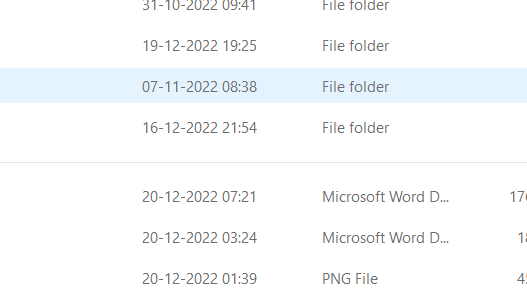 31-10-2022 09:41 File folder
19-12-2022 19:25 File folder
07-11-2022 08:38 File folder
16-12-2022 21:54 File folder
20-12-2022 07:21 Microsoft Word D...
20-12-2022 03:24 Microsoft Word D...
20-12-2022 01:39 PNG File